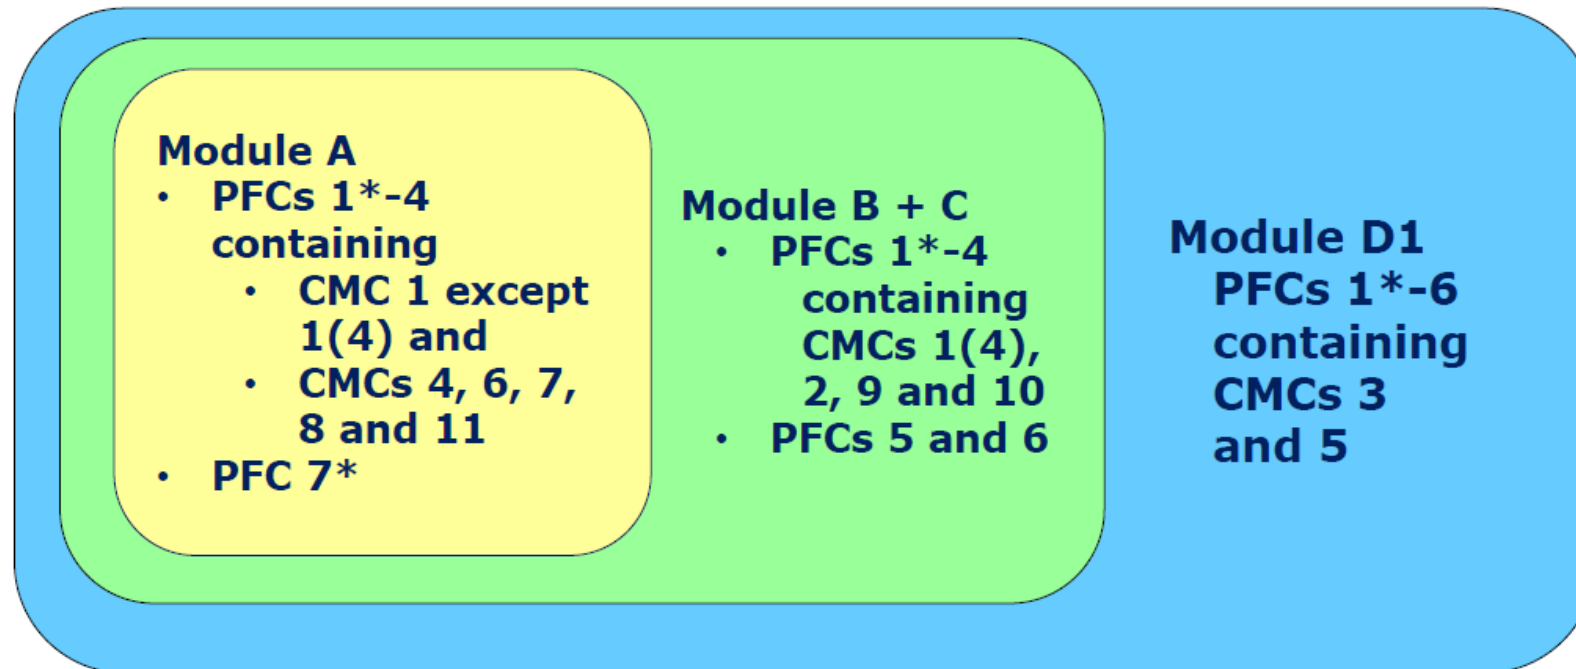 Module A
• PFCs 1*-4
containing
• CMC 1 except
1(4) and
• CMCs 4, 6, 7,
8 and 11
• PFC 7*
Module B + C
• PFCs 1*-4
containing
CMCs 1(4),
2, 9 and 10
• PFCs 5 and 6
Module D1
PFCs 1*-6
containing
CMCs 3
and 5